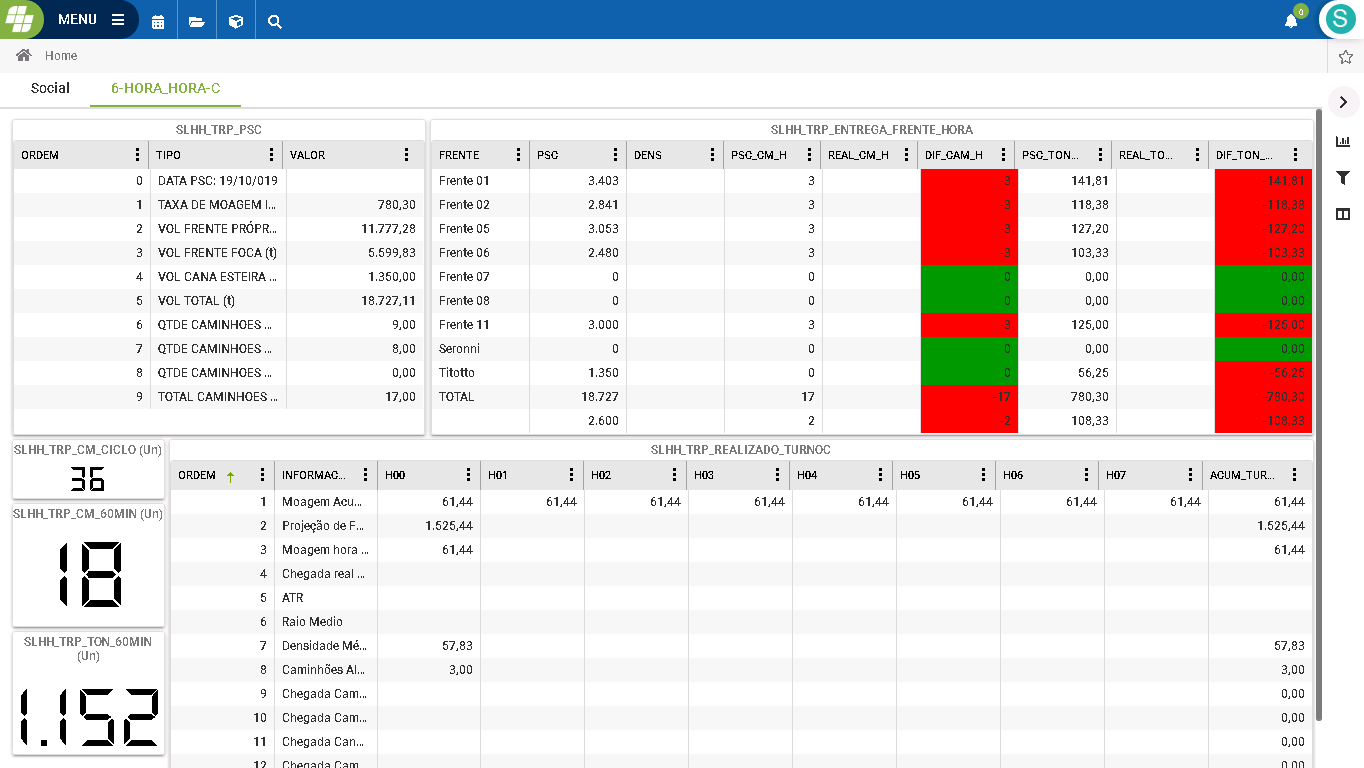 MENU
0
S
Home
Social 6-HORA_HORA-C
SLHH_TRP_PSC
ORDEM TIPO VALOR
0 DATA PSC: 19/10/019
1 TAXA DE MOAGEM I... 780,30
2 VOL FRENTE PRÓPR... 11.777,28
3 VOL FRENTE FOCA (t) 5.599,83
4 VOL CANA ESTEIRA ... 1.350,00
5 VOL TOTAL (t) 18.727,11
6 QTDE CAMINHOES ... 9,00
7 QTDE CAMINHOES ... 8,00
8 QTDE CAMINHOES ... 0,00
9 TOTAL CAMINHOES ... 17,00
SLHH_TRP_ENTREGA_FRENTE_HORA
FRENTE PSC DENS PSC_CM_H REAL_CM_H DIF_CAM_H PSC_TON... REAL_TO... DIF_TON_...
Frente 01 3.403 3 -3 141,81 -141,81
Frente 02 2.841 3 -3 118,38 -118,38
Frente 05 3.053 3 -3 127,20 -127,20
Frente 06 2.480 3 -3 103,33 -103,33
Frente 07 0 0 0 0,00 0,00
Frente 08 0 0 0 0,00 0,00
Frente 11 3.000 3 -3 125,00 -125,00
Seronni 0 0 0 0,00 0,00
Titotto 1.350 0 0 56,25 -56,25
TOTAL 18.727 17 -17 780,30 -780,30
2.600 2 2 108,33 -108,33
SLHH_TRP_CM_CICLO (Un)
36
SLHH_TRP_CM_60MIN (Un)
18
SLHH_TRP_TON_60MIN
(Un)
1.152
SLHH_TRP_REALIZADO_TURNOC
ORDEM INFORMAC... H00 H01 H02 H03 H04 H05 H06 H07 ACUM_TUR...
1 Moagem Acu... 61,44 61,44 61,44 61,44 61,44 61,44 61,44 61,44 61,44
2 Projeção de F... 1.525,44 1.525,44
3 Moagem hora ... 61,44 61,44
4 Chegada real ...
5 ATR
6 Raio Medio
7 Densidade Mé... 57,83 57,83
8 Caminhões Al... 3,00 3,00
9 Chegada Cam... 0,00
10 Chegada Cam... 0,00
11 Chegada Can... 0,00
12 Chegada Cam... 0,00